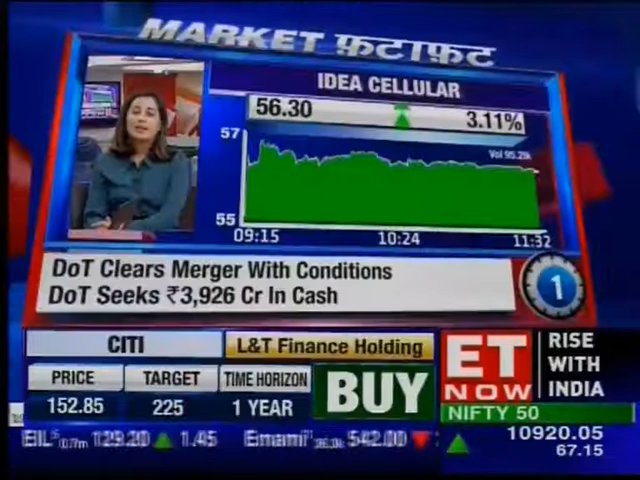 MARKET फटाफट
IDEA CELLULAR
56.30 3.11%
57
Vol 95.2lk
55
09:15 10:24 11:32
DoT Clears Merger With Conditions
DoT Seeks ₹3,926 Cr In Cash
1
CITI L&T Finance Holding
PRICE TARGET TIME HORIZON BUY
152.85 225 1 YEAR
ET NOW
RISE WITH INDIA
NIFTY 50
10920.05
67.15
EIL 129.20 1.45 Emami 542.00